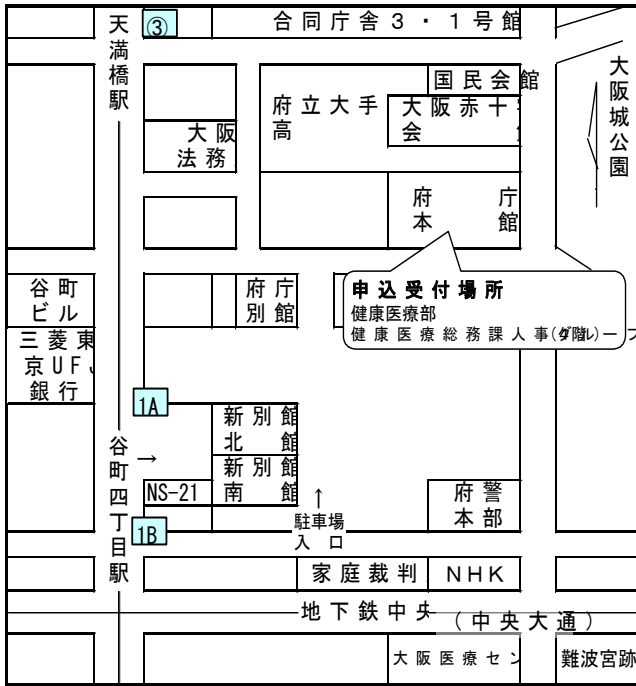 天満橋駅
③
合同庁舎3・1号館
大阪城公園
国民会館
府立大手
高
大阪赤十
会
大阪
法務
府庁
本館
谷町
ビル
府庁
別館
申込受付場所
健康医療部
健康医療総務課人事
三菱東
京UFJ
銀行
1A
新別館
北館
新別館
南館
谷町四丁目駅
→
NS-21
↑
駐車場
入口
府警
本部
1B
家庭裁判
NHK
地下鉄中央
(中央大通)
大阪医療セン
難波宮跡